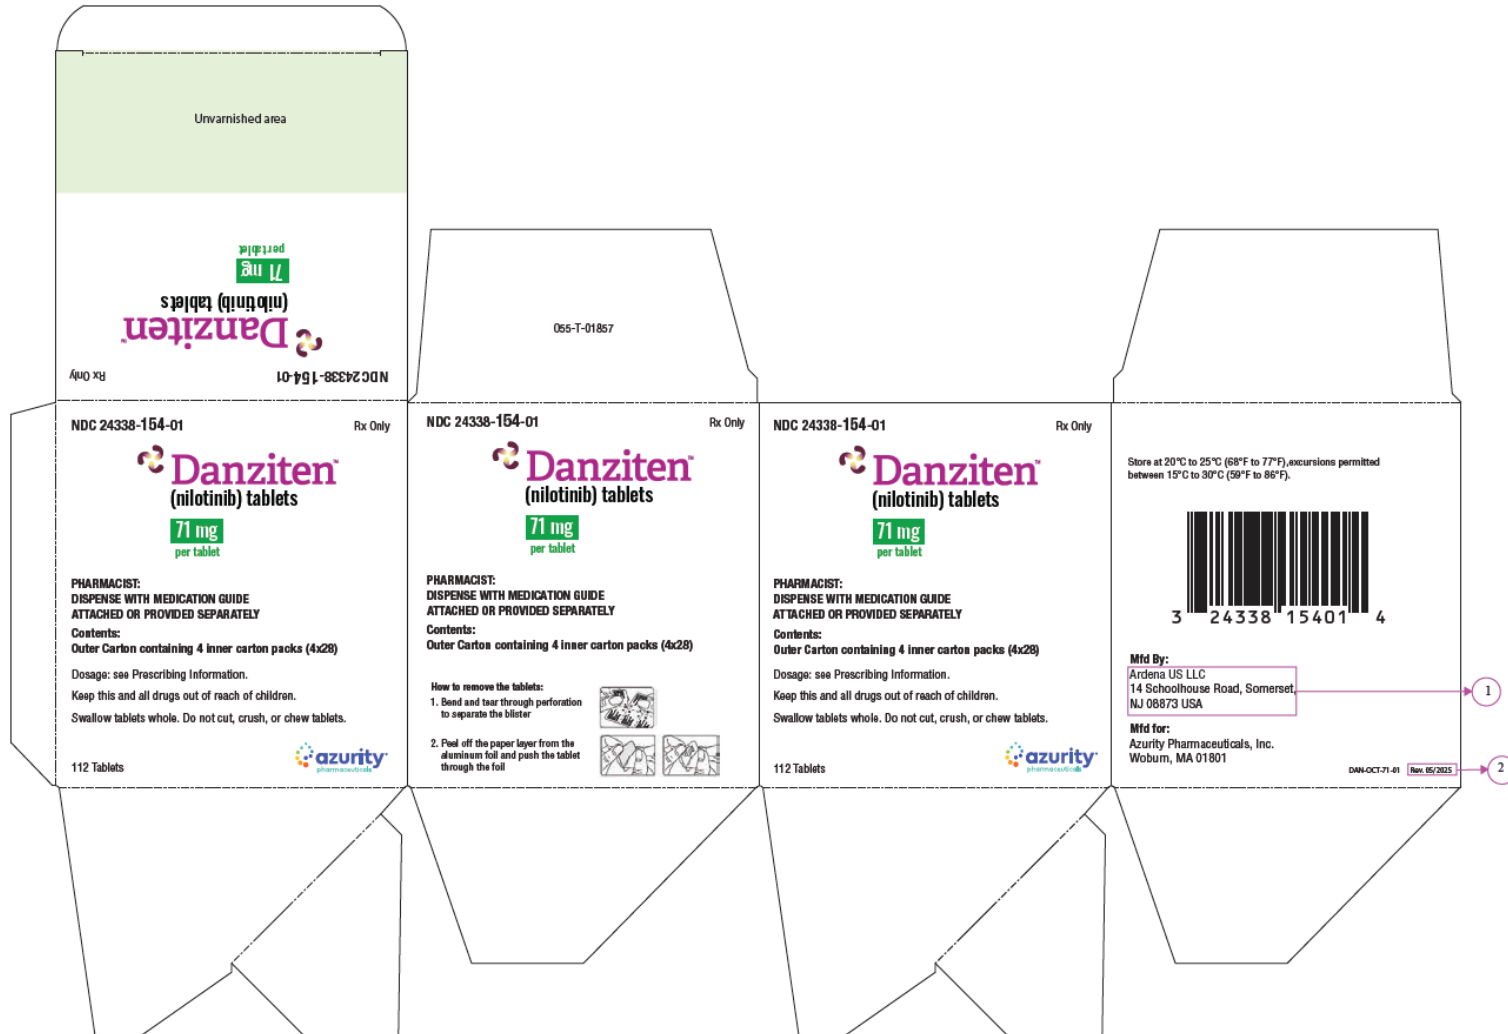 Unvarnished area
NDC 24338-154-01
Rx Only
Danziten™
(nilotinib) tablets
71 mg
per tablet
055-T-01857
NDC 24338-154-01
Rx Only
Danziten™
(nilotinib) tablets
71 mg
per tablet
PHARMACIST:
DISPENSE WITH MEDICATION GUIDE
ATTACHED OR PROVIDED SEPARATELY
Contents:
Outer Carton containing 4 inner carton packs (4x28)
Dosage: see Prescribing Information.
Keep this and all drugs out of reach of children.
Swallow tablets whole. Do not cut, crush, or chew tablets.
112 Tablets
azurity
pharmaceuticals
NDC 24338-154-01
Rx Only
Danziten™
(nilotinib) tablets
71 mg
per tablet
PHARMACIST:
DISPENSE WITH MEDICATION GUIDE
ATTACHED OR PROVIDED SEPARATELY
Contents:
Outer Carton containing 4 inner carton packs (4x28)
How to remove the tablets:
1. Bend and tear through perforation
to separate the blister
2. Peel off the paper layer from the
aluminum foil and push the tablet
through the foil
NDC 24338-154-01
Rx Only
Danziten™
(nilotinib) tablets
71 mg
per tablet
PHARMACIST:
DISPENSE WITH MEDICATION GUIDE
ATTACHED OR PROVIDED SEPARATELY
Contents:
Outer Carton containing 4 inner carton packs (4x28)
Dosage: see Prescribing Information.
Keep this and all drugs out of reach of children.
Swallow tablets whole. Do not cut, crush, or chew tablets.
112 Tablets
azurity
pharmaceuticals
Store at 20°C to 25°C (68°F to 77°F),excursions permitted
between 15°C to 30°C (59°F to 86°F).
3 24338 15401 4
Mfd By:
Ardena US LLC
14 Schoolhouse Road, Somerset,
NJ 08873 USA
1
Mfd for:
Azurity Pharmaceuticals, Inc.
Woburn, MA 01801
DAN-OCT-71-01 Rev. 05/2025
2